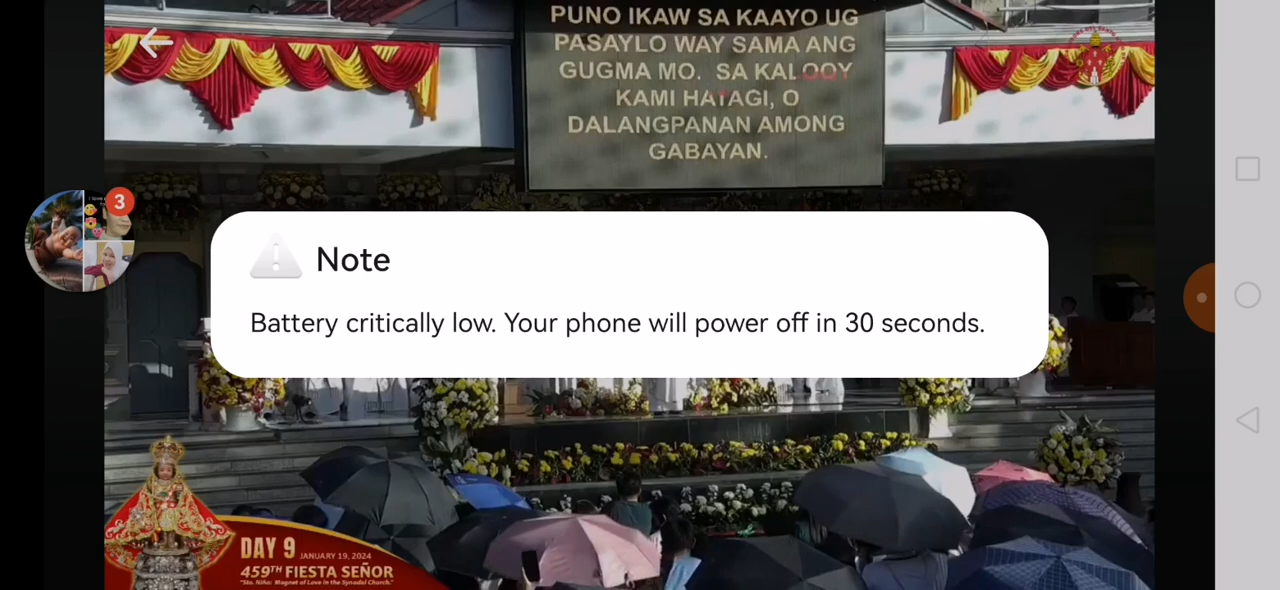 PUNO IKAW SA KAAYO UG
PASAYLO WAY SAMA ANG
GUGMA MO. SA KALOOY
KAMI HATAGI, O
DALANGPANAN AMONG
GABAYAN.
3
Note
Battery critically low. Your phone will power off in 30 seconds.
DAY 9 JANUARY 19, 2024
459TH FIESTA SEÑOR
"Sto. Niño: Magnet of Love in the Synodal Church."